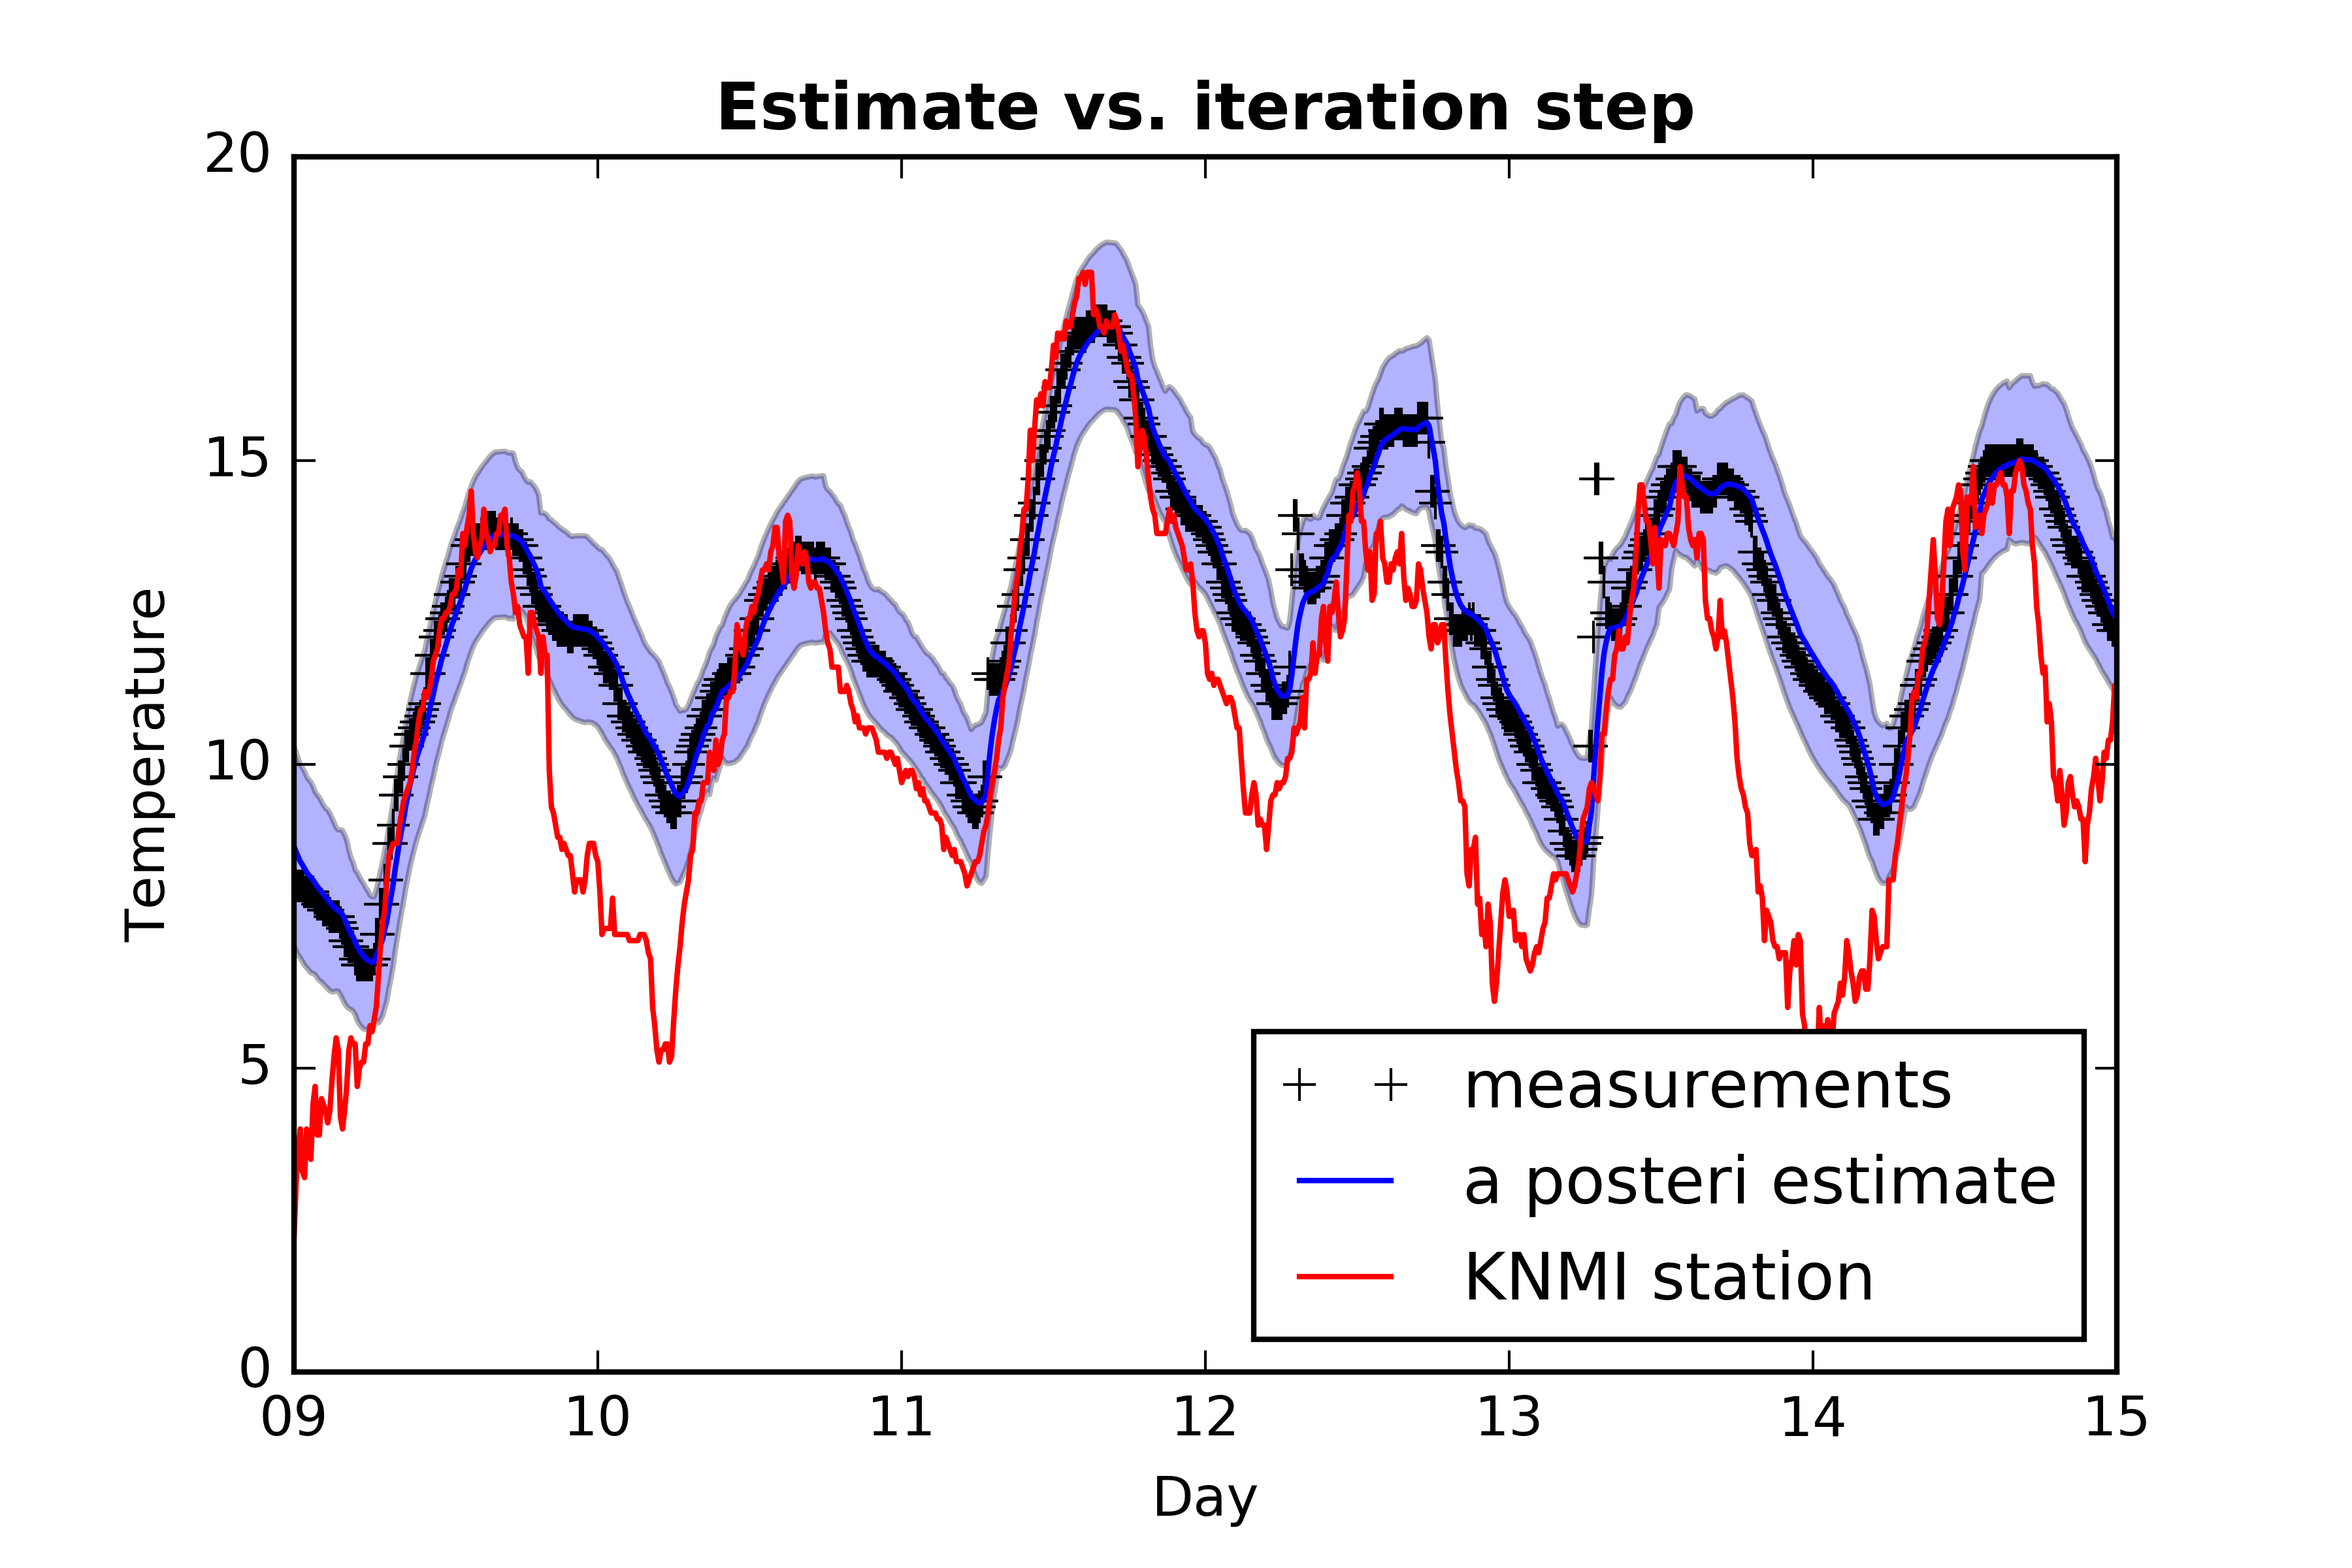 Estimate vs. iteration step
20
15
10
5
0
Temperature
09 10 11 12 13 14 15
Day
measurements
a posteri estimate
KNMI station